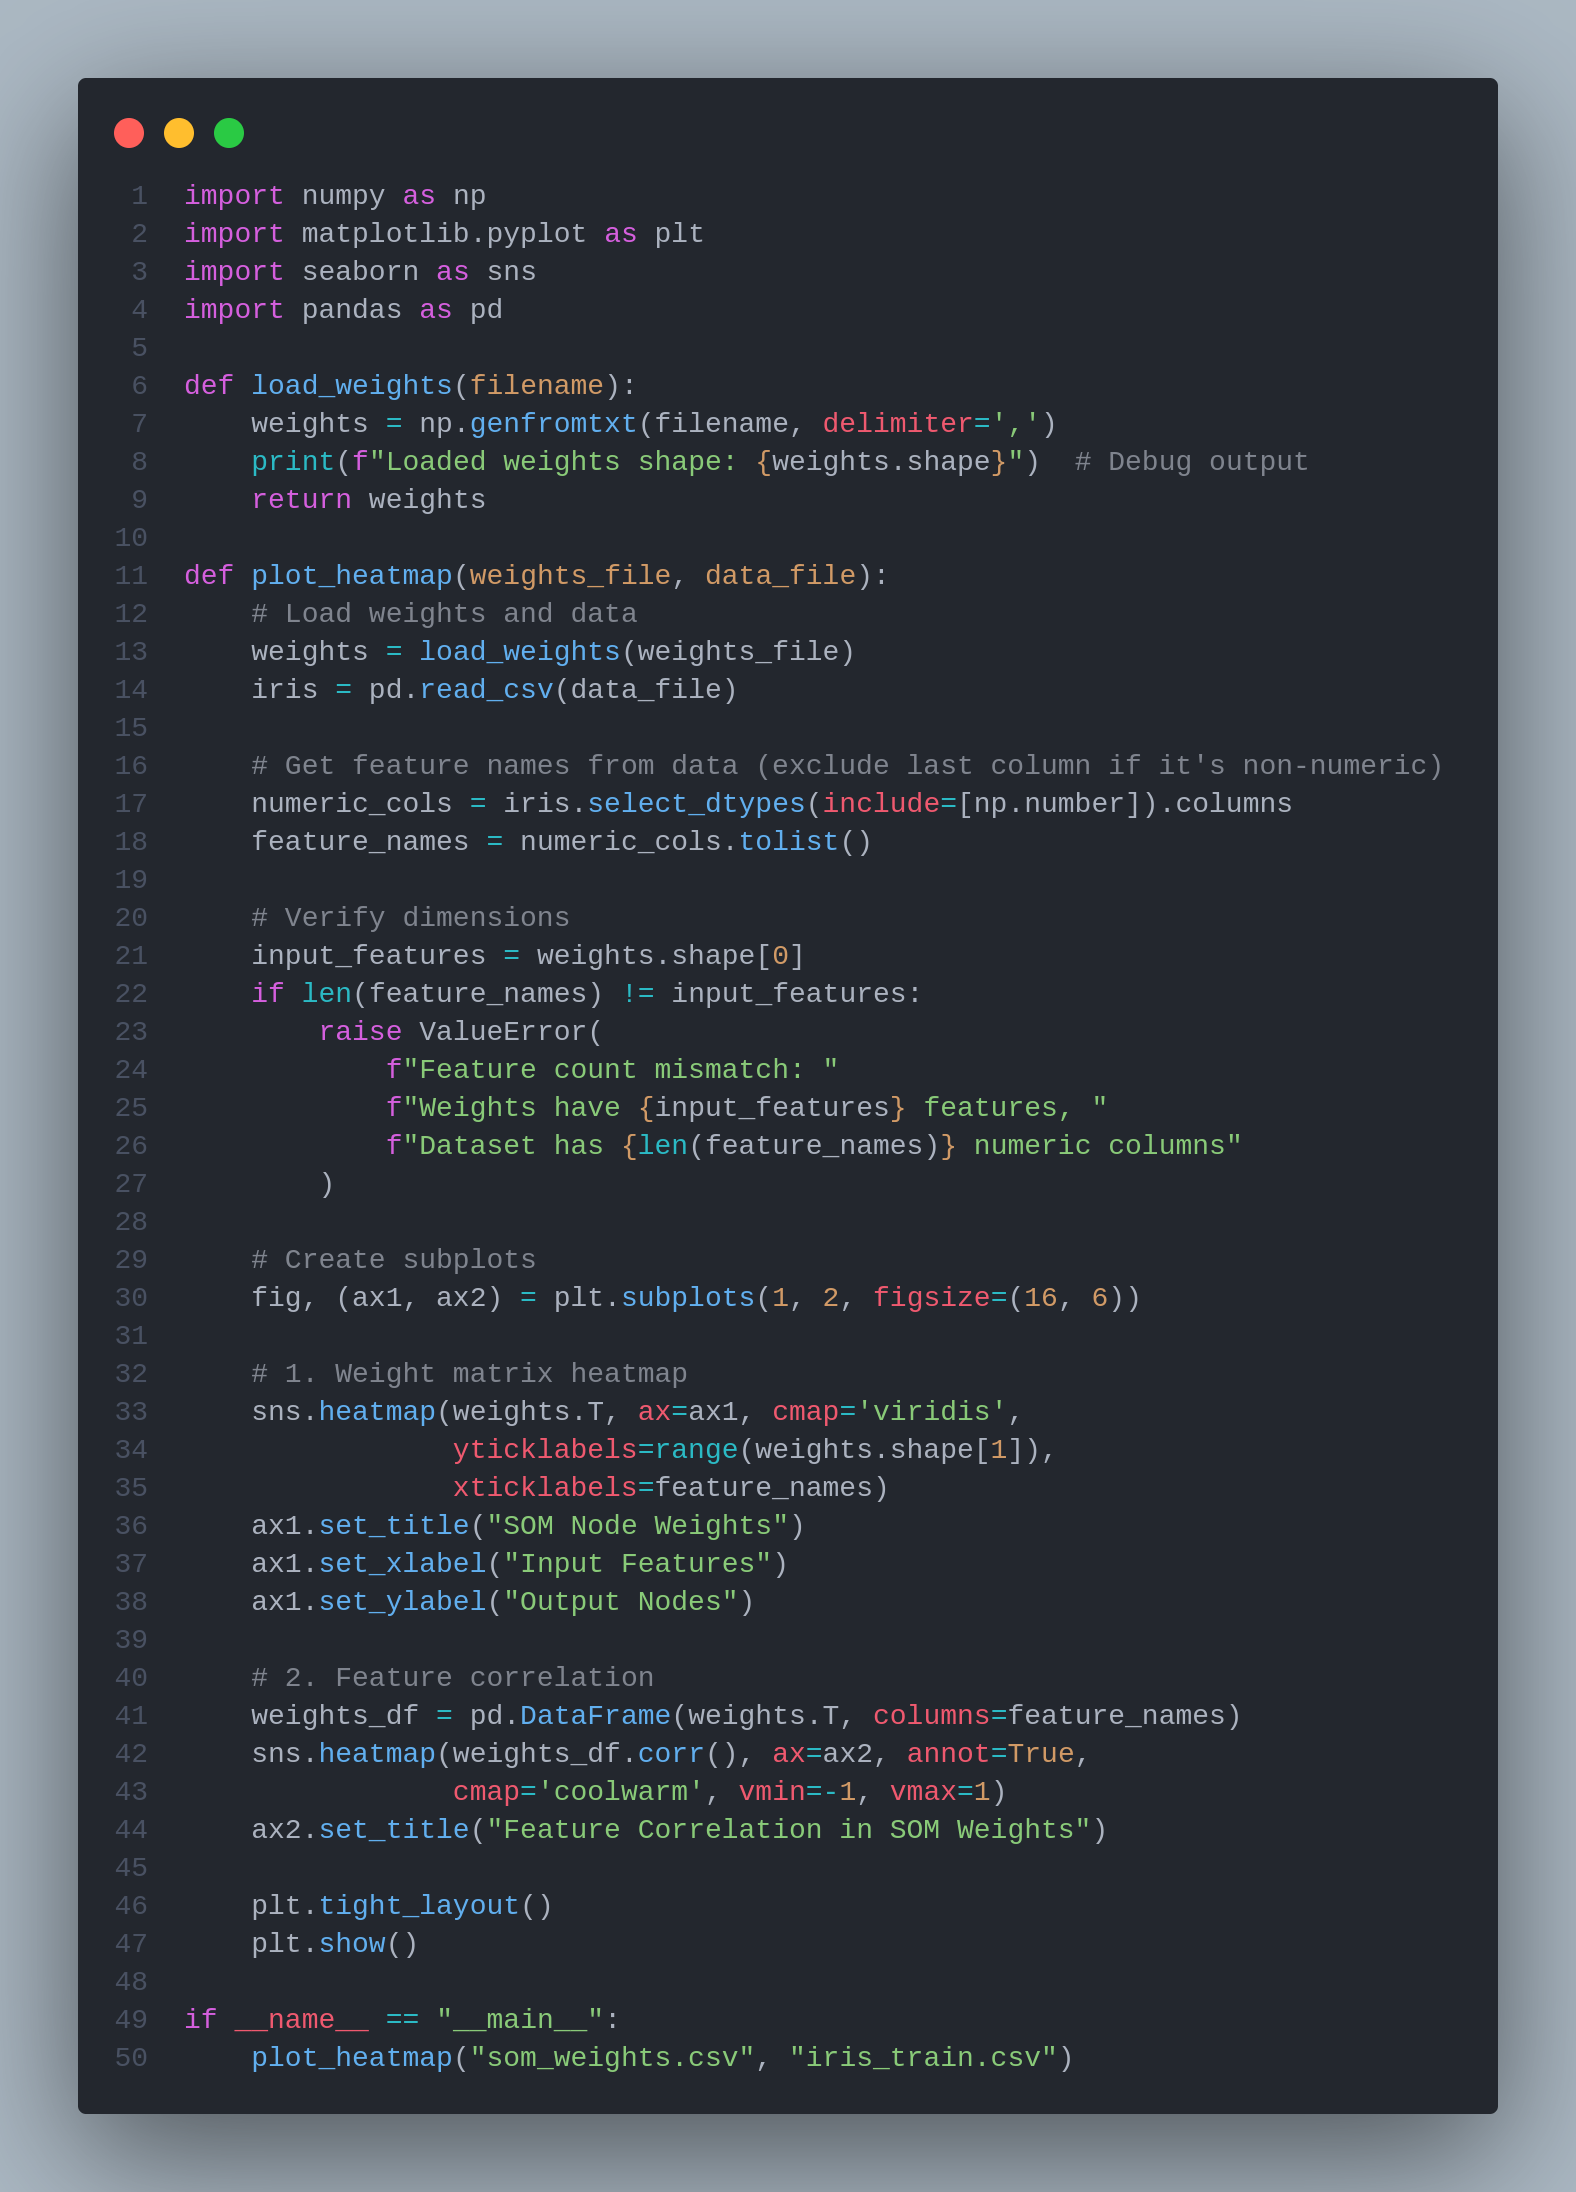 1 import numpy as np
2 import matplotlib.pyplot as plt
3 import seaborn as sns
4 import pandas as pd
5
6 def load_weights(filename):
7     weights = np.genfromtxt(filename, delimiter=',')
8     print(f"Loaded weights shape: {weights.shape}")  # Debug output
9     return weights
10
11 def plot_heatmap(weights_file, data_file):
12     # Load weights and data
13     weights = load_weights(weights_file)
14     iris = pd.read_csv(data_file)
15
16     # Get feature names from data (exclude last column if it's non-numeric)
17     numeric_cols = iris.select_dtypes(include=[np.number]).columns
18     feature_names = numeric_cols.tolist()
19
20     # Verify dimensions
21     input_features = weights.shape[0]
22     if len(feature_names) != input_features:
23         raise ValueError(
24             f"Feature count mismatch: "
25             f"Weights have {input_features} features, "
26             f"Dataset has {len(feature_names)} numeric columns"
27         )
28
29     # Create subplots
30     fig, (ax1, ax2) = plt.subplots(1, 2, figsize=(16, 6))
31
32     # 1. Weight matrix heatmap
33     sns.heatmap(weights.T, ax=ax1, cmap='viridis',
34                 yticklabels=range(weights.shape[1]),
35                 xticklabels=feature_names)
36     ax1.set_title("SOM Node Weights")
37     ax1.set_xlabel("Input Features")
38     ax1.set_ylabel("Output Nodes")
39
40     # 2. Feature correlation
41     weights_df = pd.DataFrame(weights.T, columns=feature_names)
42     sns.heatmap(weights_df.corr(), ax=ax2, annot=True,
43                 cmap='coolwarm', vmin=-1, vmax=1)
44     ax2.set_title("Feature Correlation in SOM Weights")
45
46     plt.tight_layout()
47     plt.show()
48
49 if __name__ == "__main__":
50     plot_heatmap("som_weights.csv", "iris_train.csv")